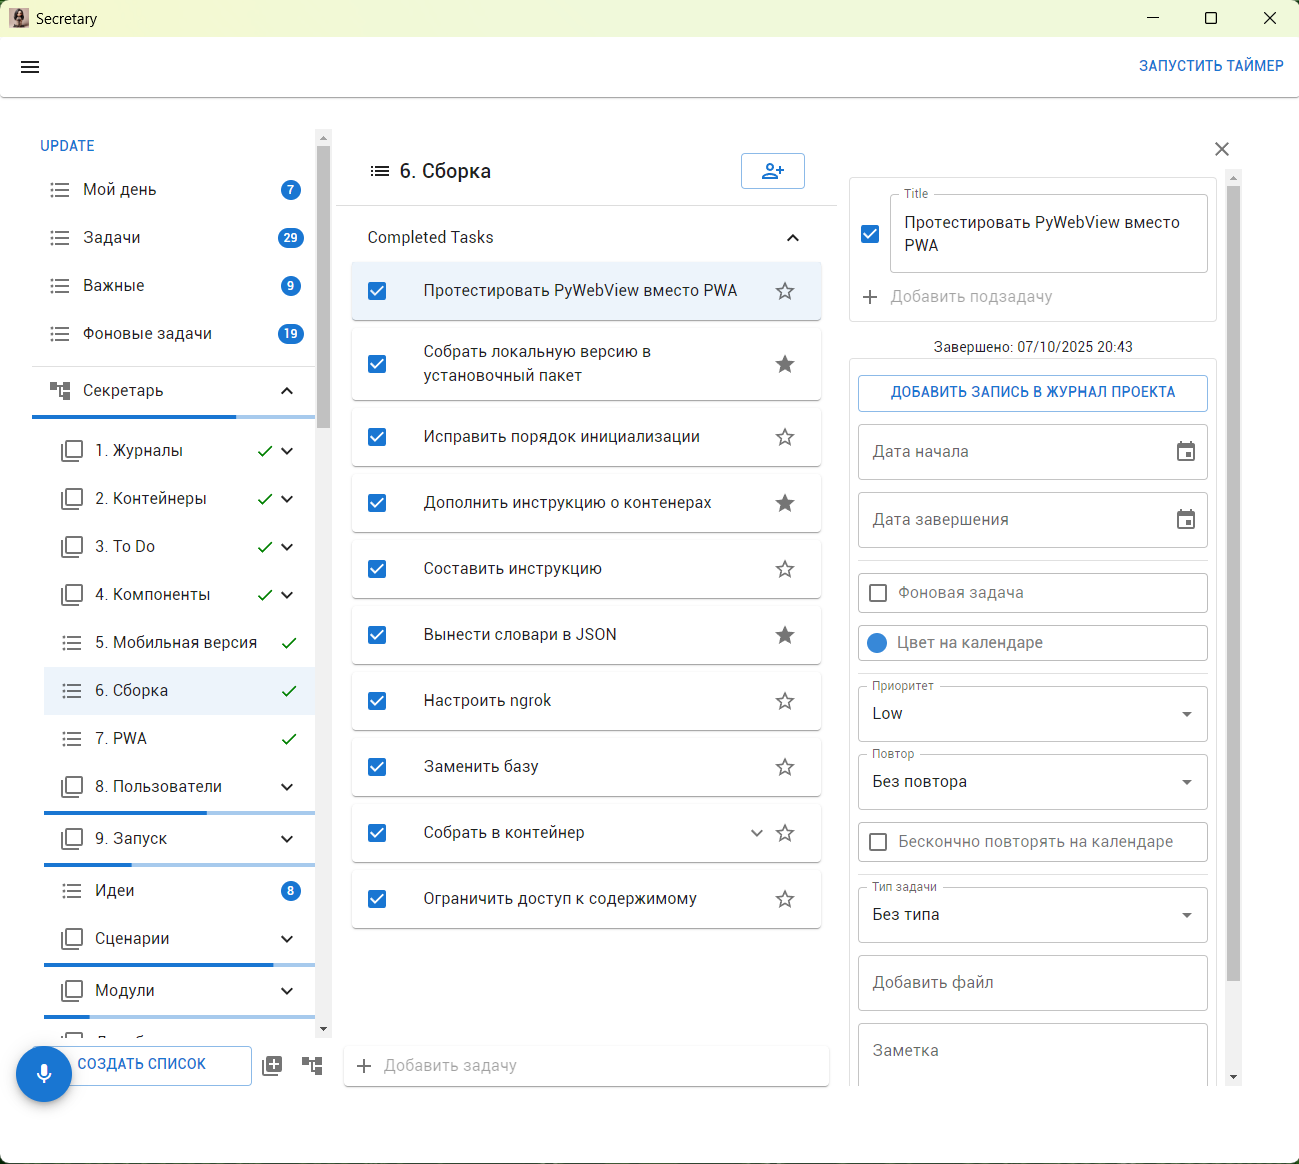 Secretary
ЗАПУСТИТЬ ТАЙМЕР
UPDATE
Мой день 7
Задачи 29
Важные 9
Фоновые задачи 19
Секретарь
1. Журналы
2. Контейнеры
3. To Do
4. Компоненты
5. Мобильная версия
6. Сборка
7. PWA
8. Пользователи
9. Запуск
Идеи 8
Сценарии
Модули
СОЗДАТЬ СПИСОК
6. Сборка
Completed Tasks
Протестировать PyWebView вместо PWA
Собрать локальную версию в
установочный пакет
Исправить порядок инициализации
Дополнить инструкцию о контенерах
Составить инструкцию
Вынести словари в JSON
Настроить ngrok
Заменить базу
Собрать в контейнер
Ограничить доступ к содержимому
Добавить задачу
Title
Протестировать PyWebView вместо
PWA
Добавить подзадачу
Завершено: 07/10/2025 20:43
ДОБАВИТЬ ЗАПИСЬ В ЖУРНАЛ ПРОЕКТА
Дата начала
Дата завершения
Фоновая задача
Цвет на календаре
Приоритет
Low
Повтор
Без повтора
Бескончно повторять на календаре
Тип задачи
Без типа
Добавить файл
Заметка